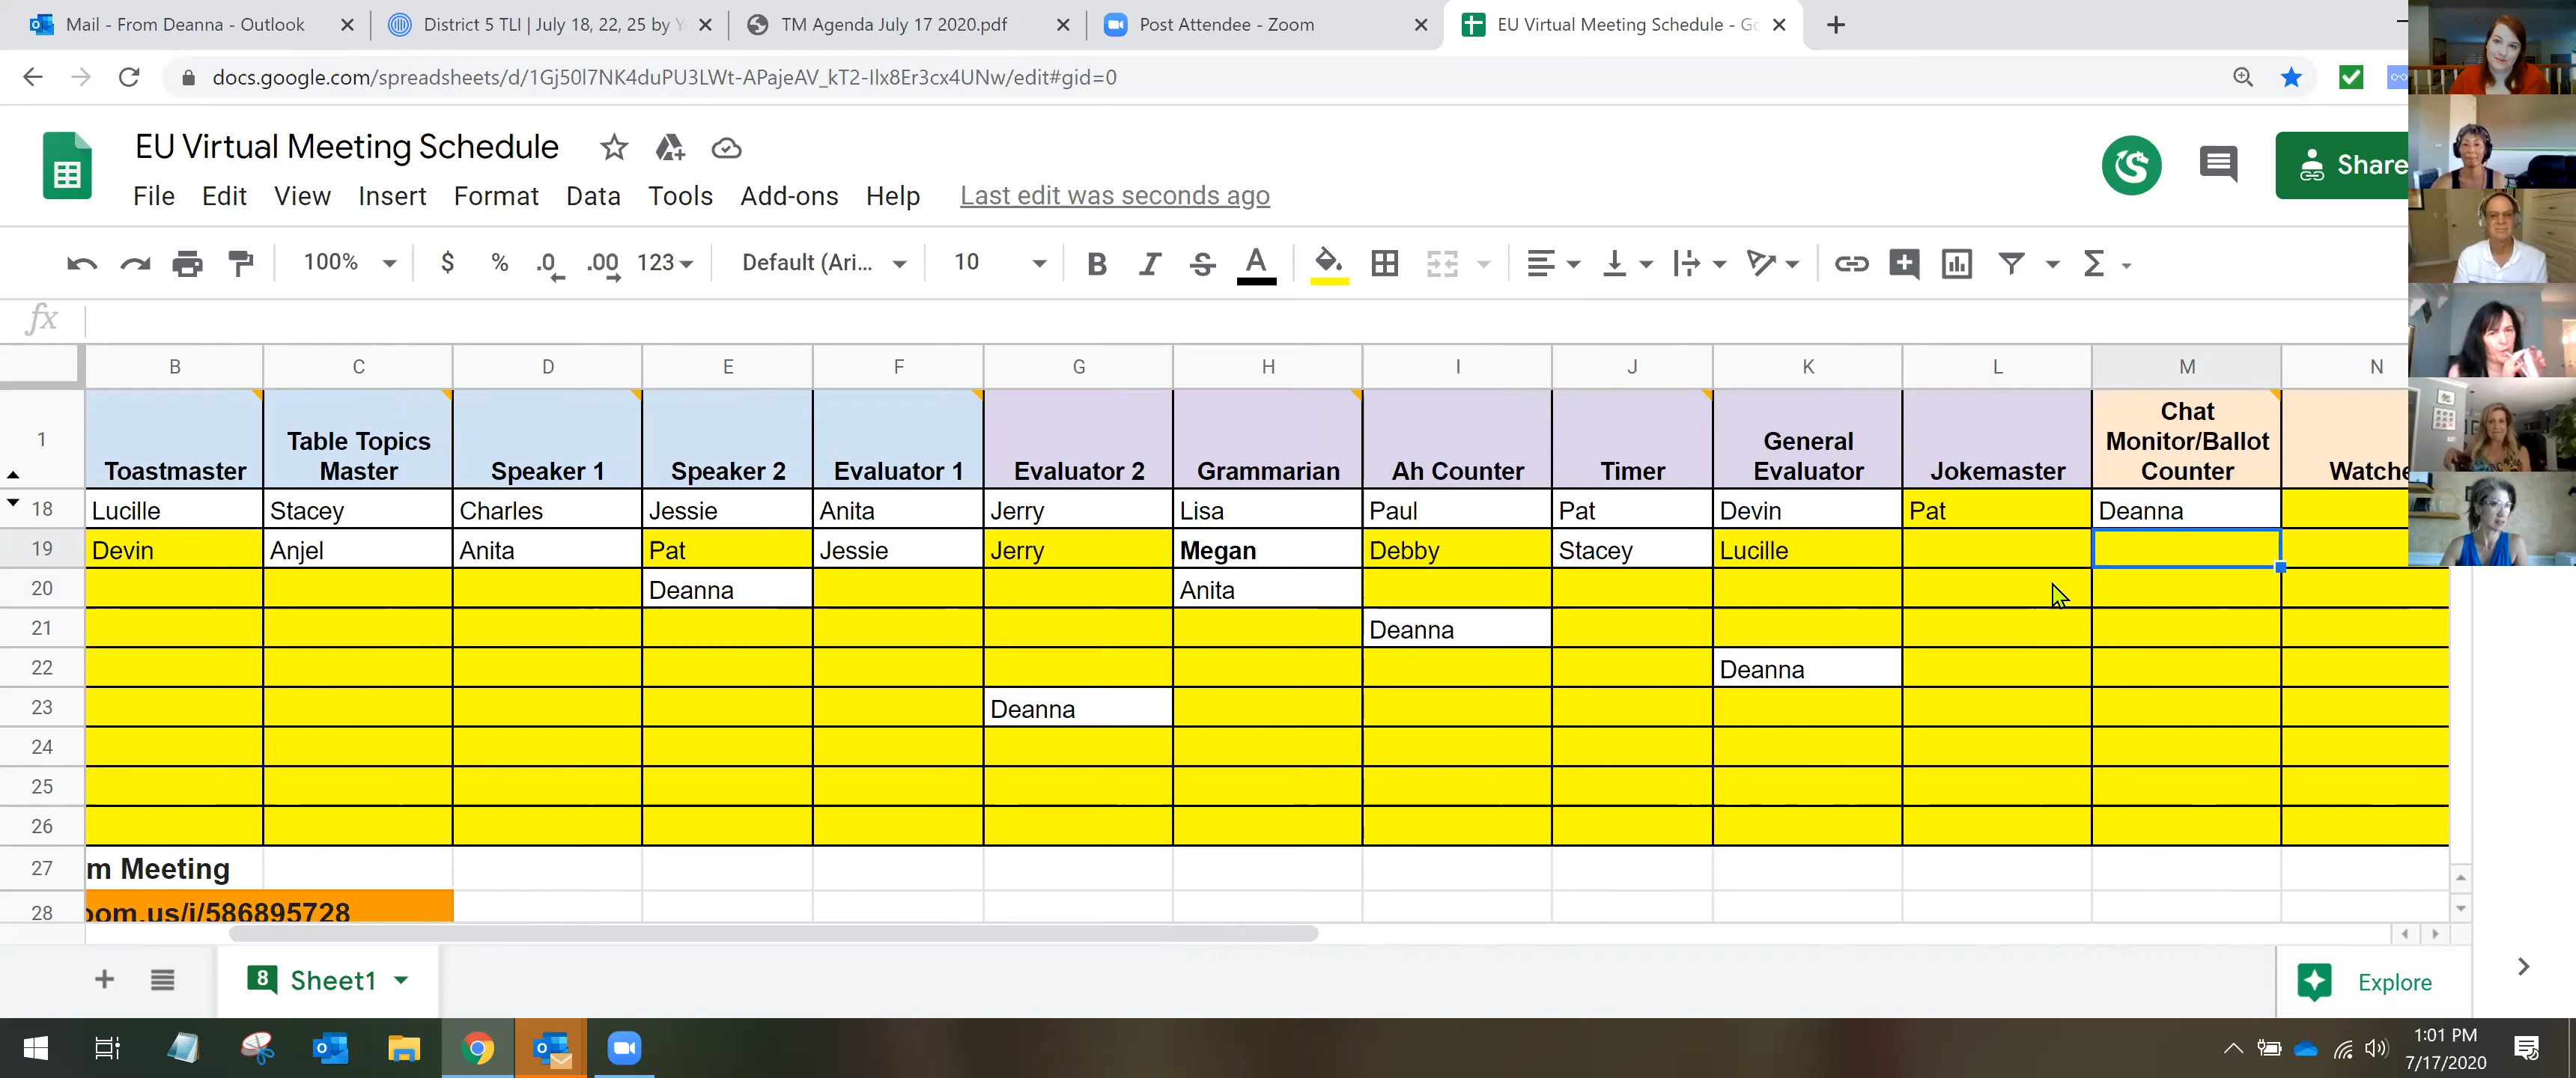 Mail - From Deanna - Outlook
District 5 TLI | July 18, 22, 25 by Y
TM Agenda July 17 2020.pdf
Post Attendee - Zoom
EU Virtual Meeting Schedule - Go
docs.google.com/spreadsheets/d/1Gj50l7NK4duPU3LWt-APajeAV_kT2-Ilx8Er3cx4UNw/edit#gid=0
EU Virtual Meeting Schedule
Share
File Edit View Insert Format Data Tools Add-ons Help Last edit was seconds ago
100% $ % .0 .00 123 Default (Ari... 10 B I S A
fx
B C D E F G H I J K L M N
1 Toastmaster Table Topics Master Speaker 1 Speaker 2 Evaluator 1 Evaluator 2 Grammarian Ah Counter Timer General Evaluator Jokemaster Chat Monitor/Ballot Counter Watche
18 Lucille Stacey Charles Jessie Anita Jerry Lisa Paul Pat Devin Pat Deanna
19 Devin Anjel Anita Pat Jessie Jerry Megan Debby Stacey Lucille
20 Deanna Anita
21 Deanna
22 Deanna
23 Deanna
24
25
26
27 m Meeting
28 oom.us/j/586895728
8 Sheet1
Explore
1:01 PM
7/17/2020